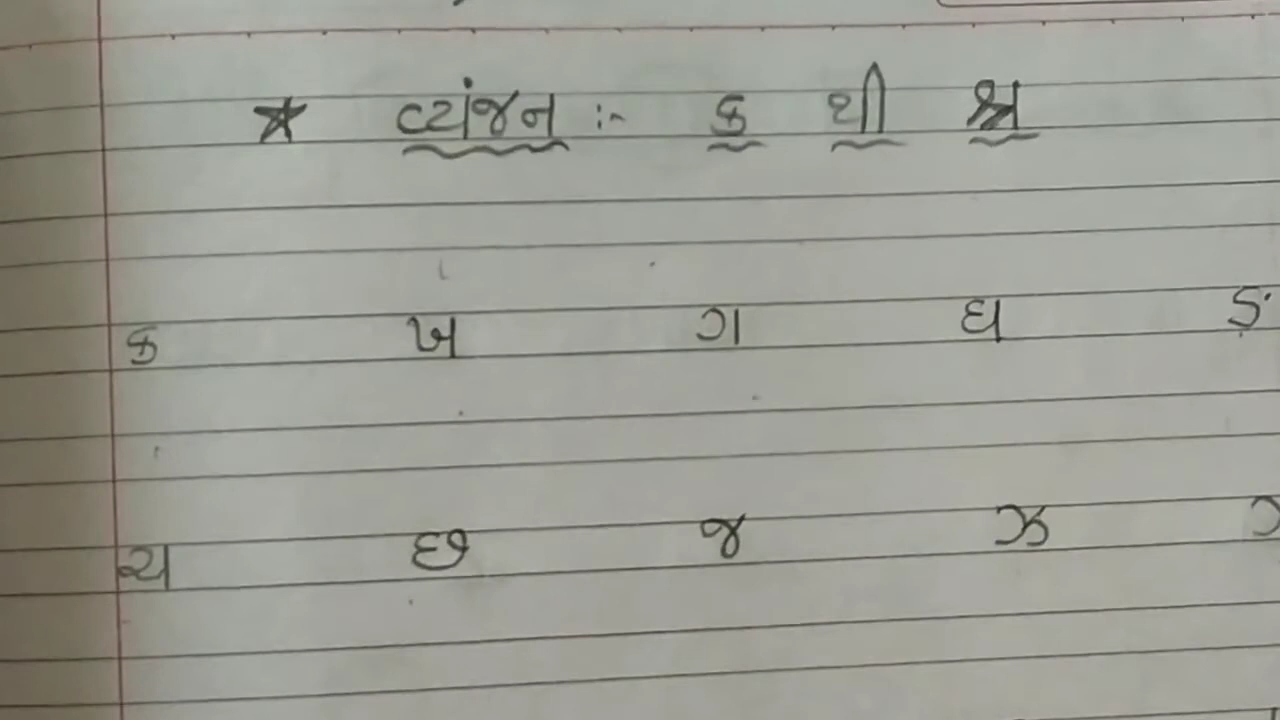 ★ વ્યાંજન :- ક થી શ્ર
ક ખ ગ ઘ ઙ
ચ છ જ ઝ